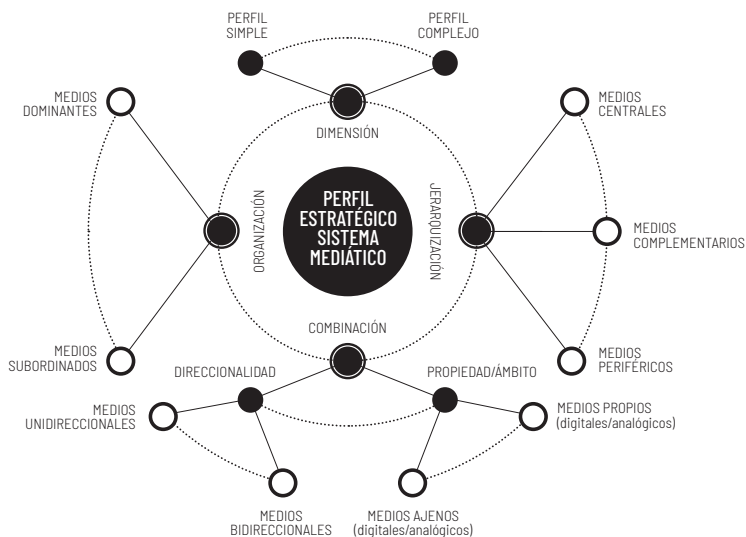 PERFIL
SIMPLE
PERFIL
COMPLEJO
MEDIOS
DOMINANTES
MEDIOS
CENTRALES
DIMENSIÓN
ORGANIZACIÓN
PERFIL
ESTRATÉGICO
SISTEMA
MEDIÁTICO
JERARQUIZACIÓN
MEDIOS
COMPLEMENTARIOS
COMBINACIÓN
MEDIOS
SUBORDINADOS
DIRECCIONALIDAD
PROPIEDAD/ÁMBITO
MEDIOS
PERIFÉRICOS
MEDIOS
UNIDIRECCIONALES
MEDIOS PROPIOS
(digitales/analógicos)
MEDIOS
BIDIRECCIONALES
MEDIOS AJENOS
(digitales/analógicos)